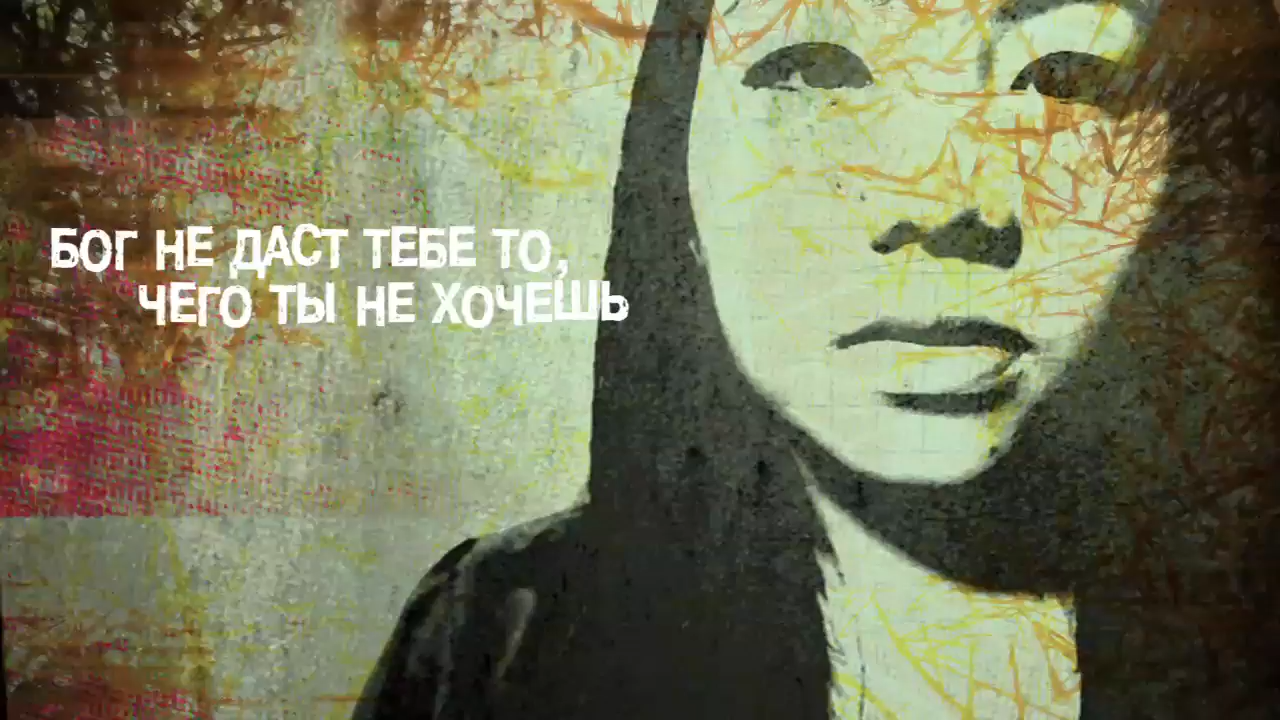 БОГ НЕ ДАСТ ТЕБЕ ТО,
ЧЕГО ТЫ НЕ ХОЧЕШЬ